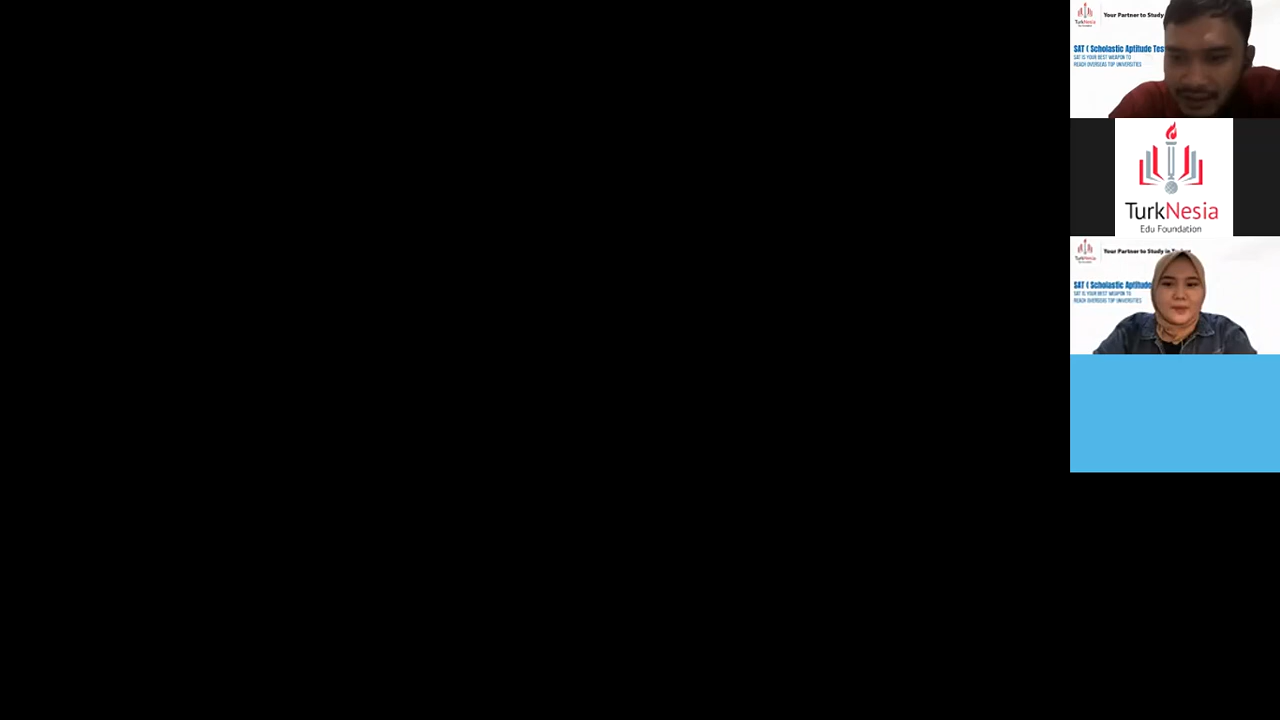 TurkNesia
Your Partner to Study
SAT ( Scholastic Aptitude Tes
SAT IS YOUR BEST WEAPON TO
REACH OVERSEAS TOP UNIVERSITIES
TurkNesia
Edu Foundation
TurkNesia
Your Partner to Study in
SAT ( Scholastic Aptitude
SAT IS YOUR BEST WEAPON TO
REACH OVERSEAS TOP UNIVERSITIES